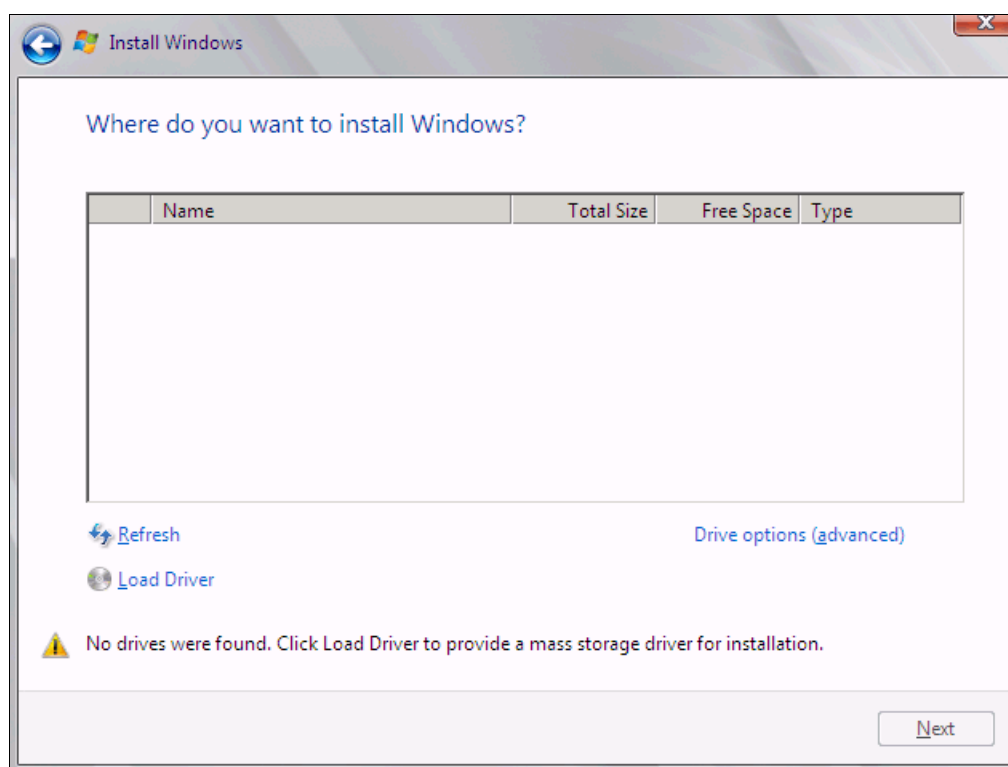 Install Windows
Where do you want to install Windows?
Name Total Size Free Space Type
Refresh Drive options (advanced)
Load Driver
No drives were found. Click Load Driver to provide a mass storage driver for installation.
Next